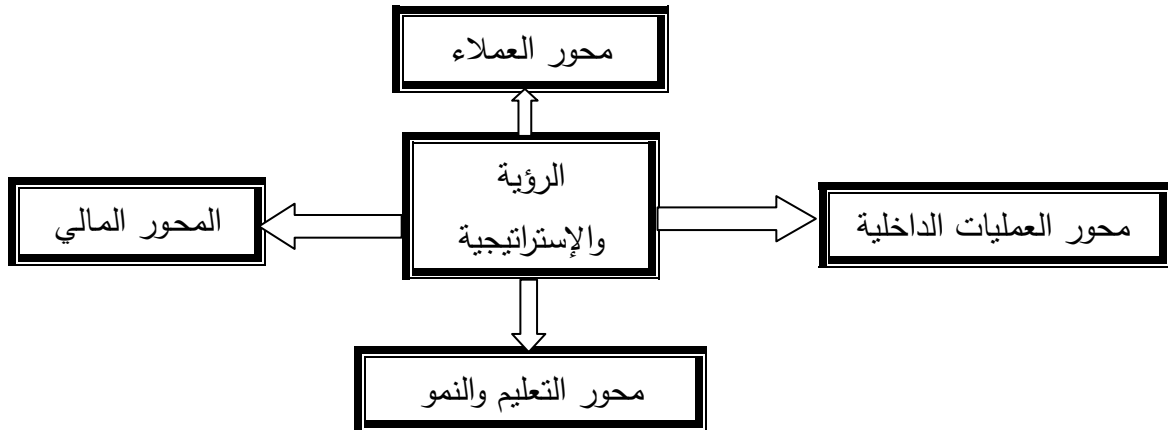 محور العملاء
الرؤية
والإستراتيجية
محور العمليات الداخلية
المحور المالي
محور التعليم والنمو